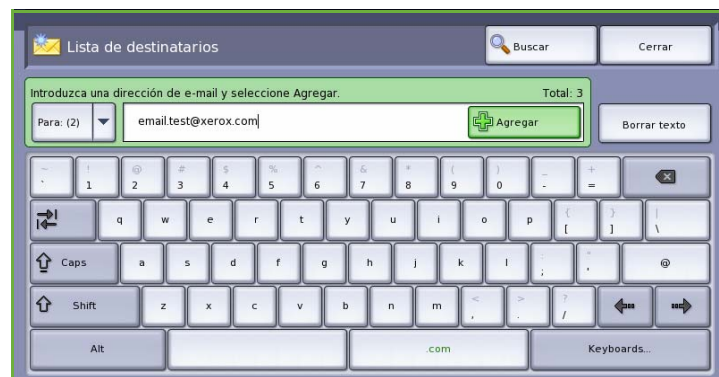 Lista de destinatarios Buscar Cerrar
Introduzca una dirección de e-mail y seleccione Agregar. Total: 3
Para: (2) email.test@xerox.com Agregar Borrar texto
~ ! @ # $ % ^ & * ( ) _ +
` 1 2 3 4 5 6 7 8 9 0 - =
q w e r t y u i o p { [ } ] | \
Caps a s d f g h j k l : ; " ' @
Shift z x c v b n m < , > . ? /
Alt .com Keyboards...